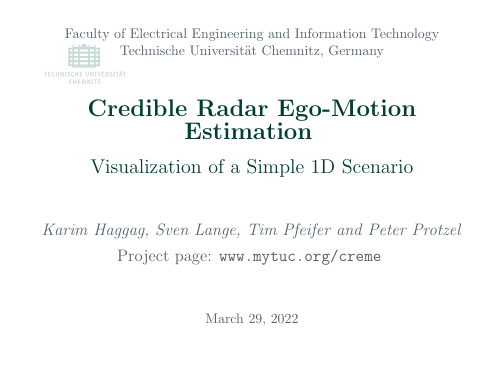 Faculty of Electrical Engineering and Information Technology
Technische Universität Chemnitz, Germany
TECHNISCHE UNIVERSITÄT
CHEMNITZ
Credible Radar Ego-Motion
Estimation
Visualization of a Simple 1D Scenario
Karim Haggag, Sven Lange, Tim Pfeifer and Peter Protzel
Project page: www.mytuc.org/creme
March 29, 2022